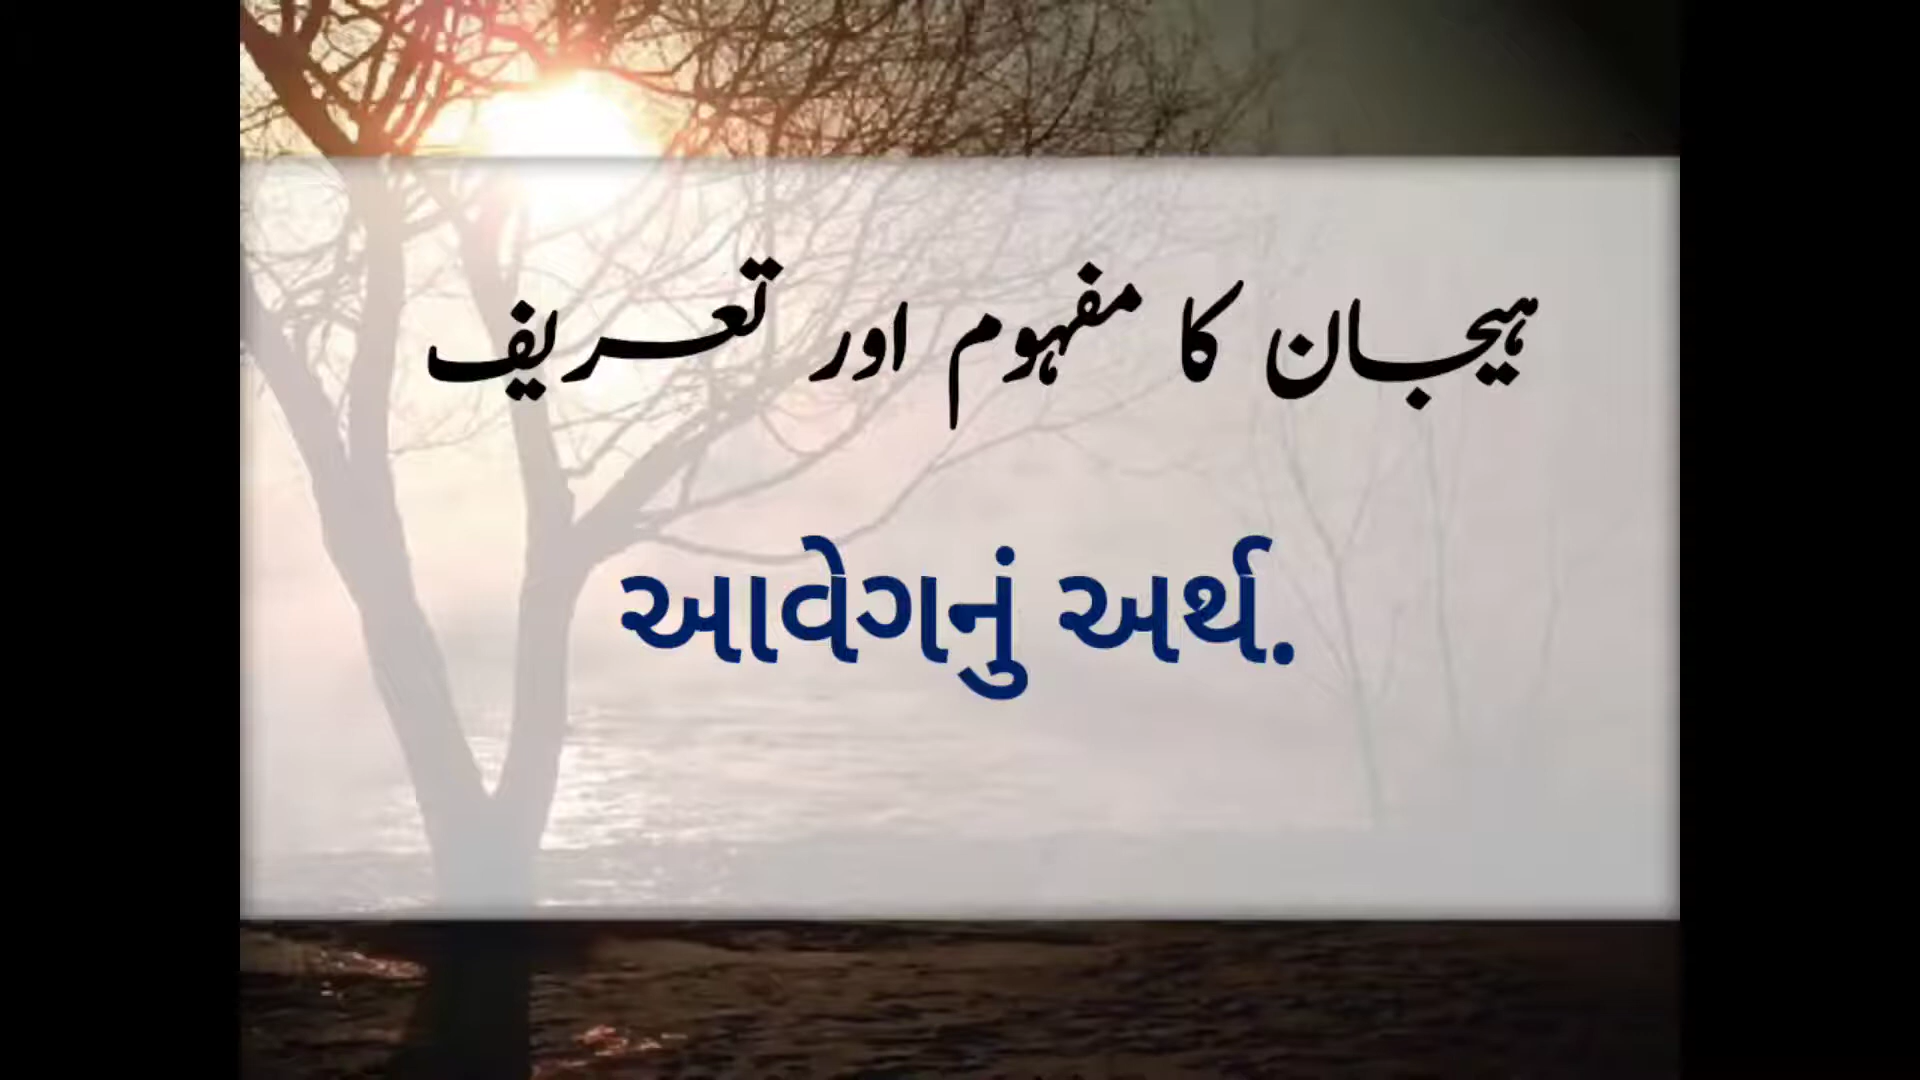 ہیجان کا مفہوم اور تعریف
આવેગનું અર્થ.